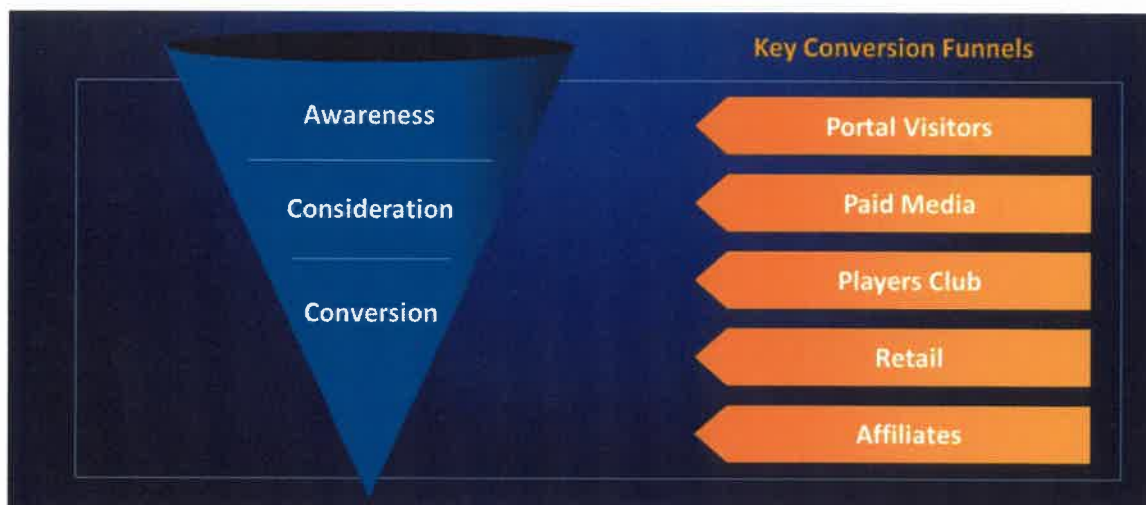 Key Conversion Funnels
Awareness
Consideration
Conversion
Portal Visitors
Paid Media
Players Club
Retail
Affiliates